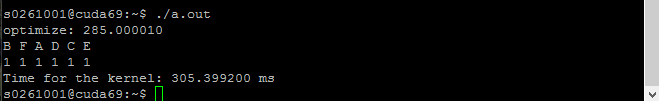 s0261001@cuda69:~$ ./a.out
optimize: 285.000010
B F A D C E
1 1 1 1 1 1
Time for the kernel: 305.399200 ms
s0261001@cuda69:~$